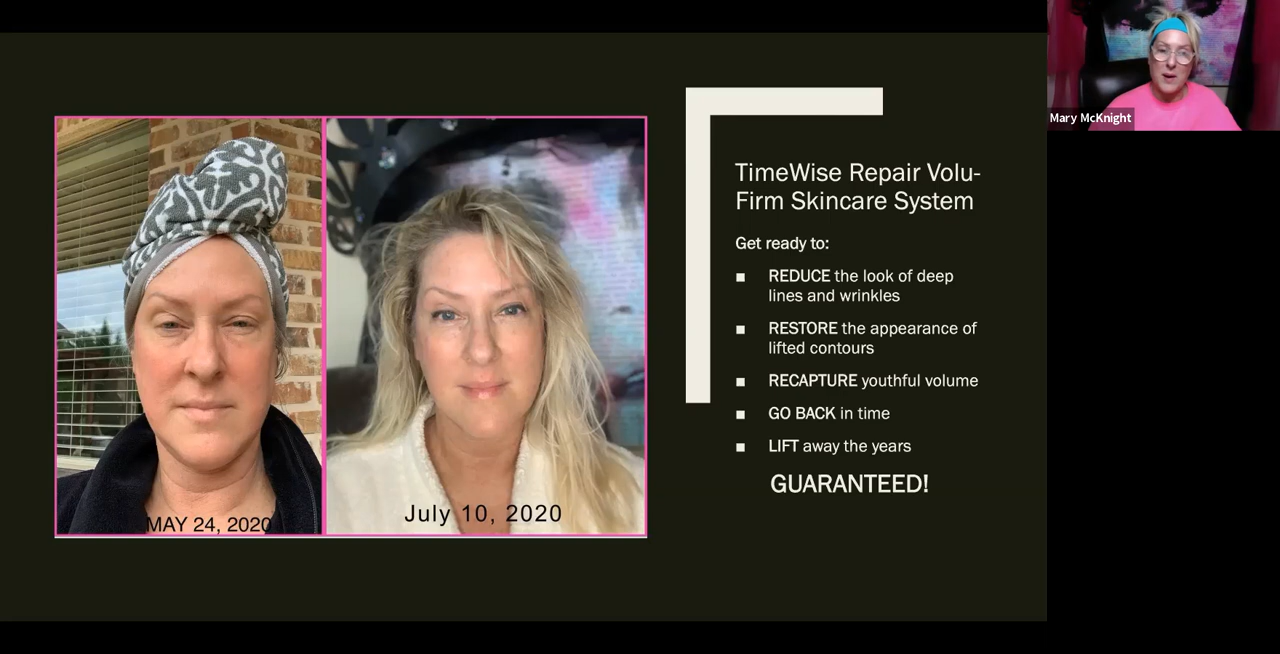 Mary McKnight
TimeWise Repair Volu-
Firm Skincare System
Get ready to:
REDUCE the look of deep
lines and wrinkles
RESTORE the appearance of
lifted contours
RECAPTURE youthful volume
GO BACK in time
LIFT away the years
GUARANTEED!
MAY 24, 2020
July 10, 2020